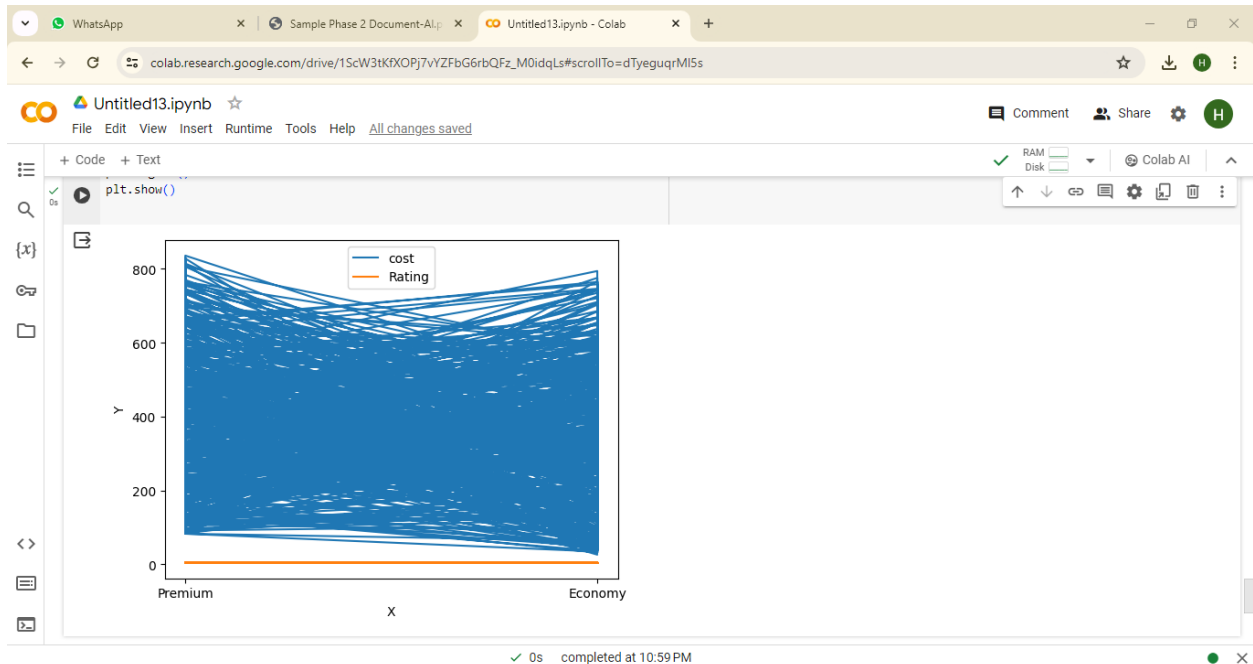 WhatsApp
Sample Phase 2 Document-AI.p
Untitled13.ipynb - Colab
colab.research.google.com/drive/1ScW3tKfXOPj7vYZFbG6rbQFz_M0idqLs#scrollTo=dTyeguqrMI5s
H
CO
Untitled13.ipynb
File Edit View Insert Runtime Tools Help All changes saved
Comment
Share
H
+ Code + Text
RAM
Disk
Colab AI
0s
plt.show()
{x}
cost
Rating
800
600
400
200
0
Y
Premium
Economy
X
0s completed at 10:59 PM